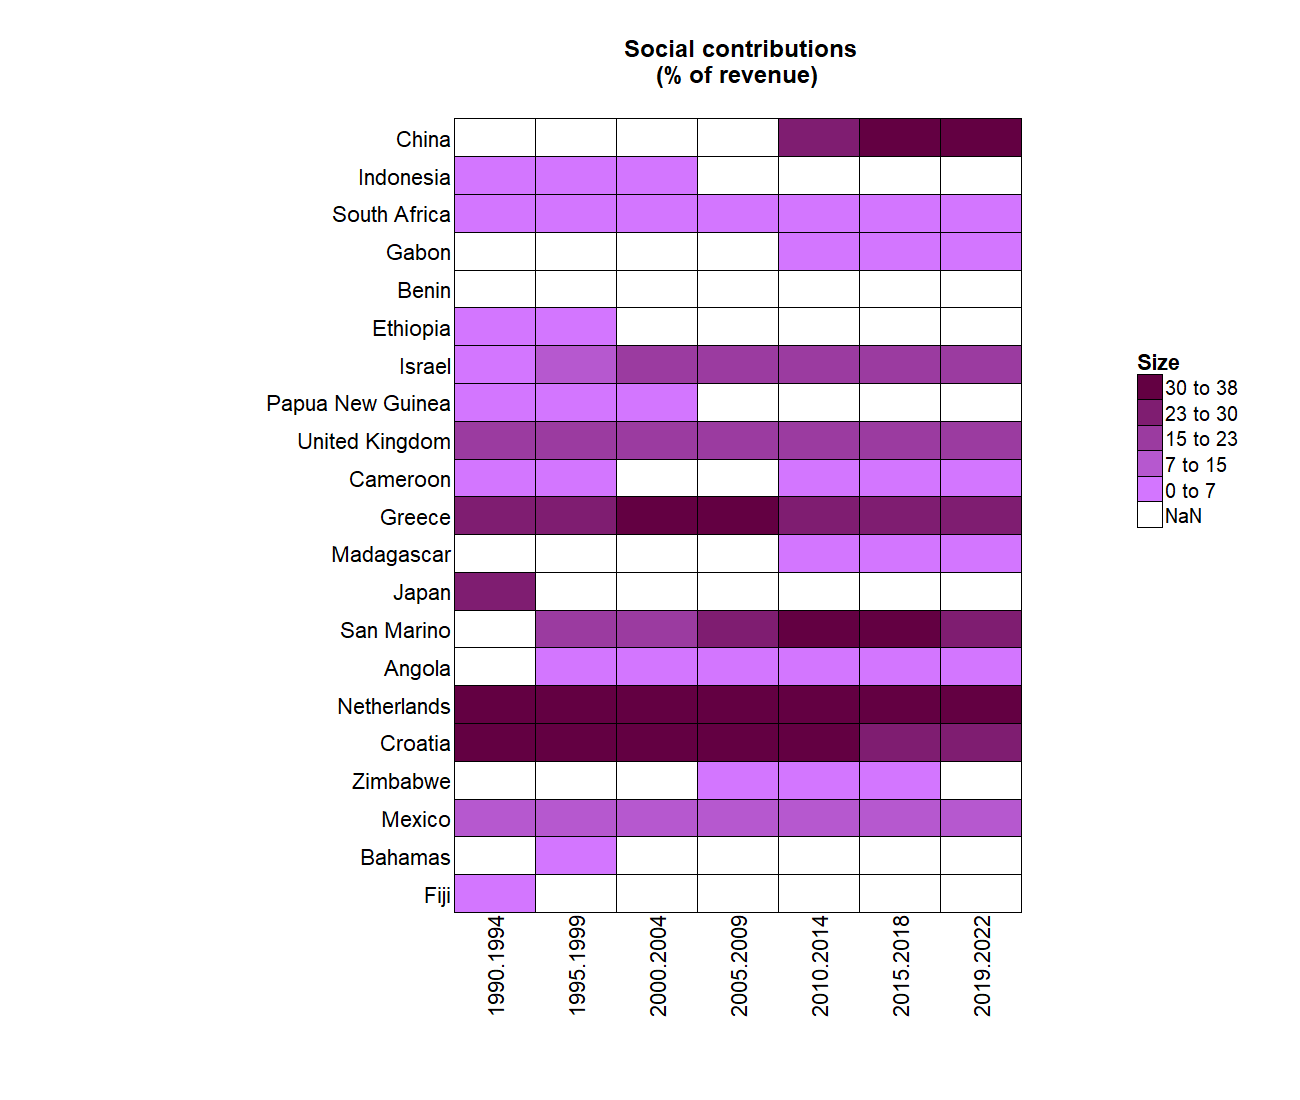 Social contributions
(% of revenue)
China
Indonesia
South Africa
Gabon
Benin
Ethiopia
Israel
Papua New Guinea
United Kingdom
Cameroon
Greece
Madagascar
Japan
San Marino
Angola
Netherlands
Croatia
Zimbabwe
Mexico
Bahamas
Fiji
1990.1994
1995.1999
2000.2004
2005.2009
2010.2014
2015.2018
2019.2022
Size
30 to 38
23 to 30
15 to 23
7 to 15
0 to 7
NaN